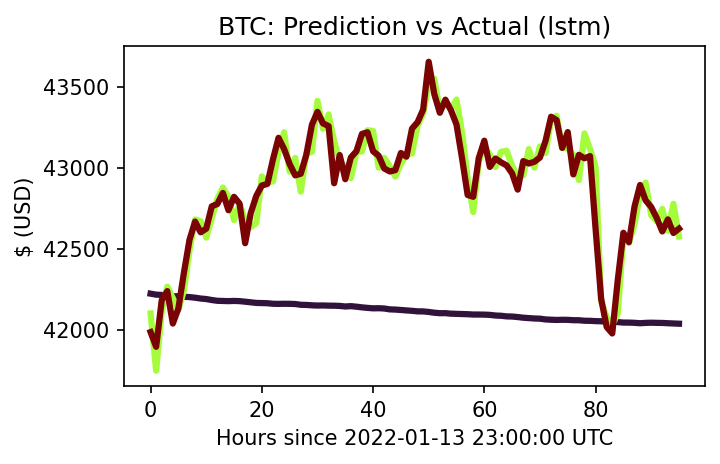 BTC: Prediction vs Actual (lstm)
43500
43000
42500
42000
$ (USD)
0 20 40 60 80
Hours since 2022-01-13 23:00:00 UTC